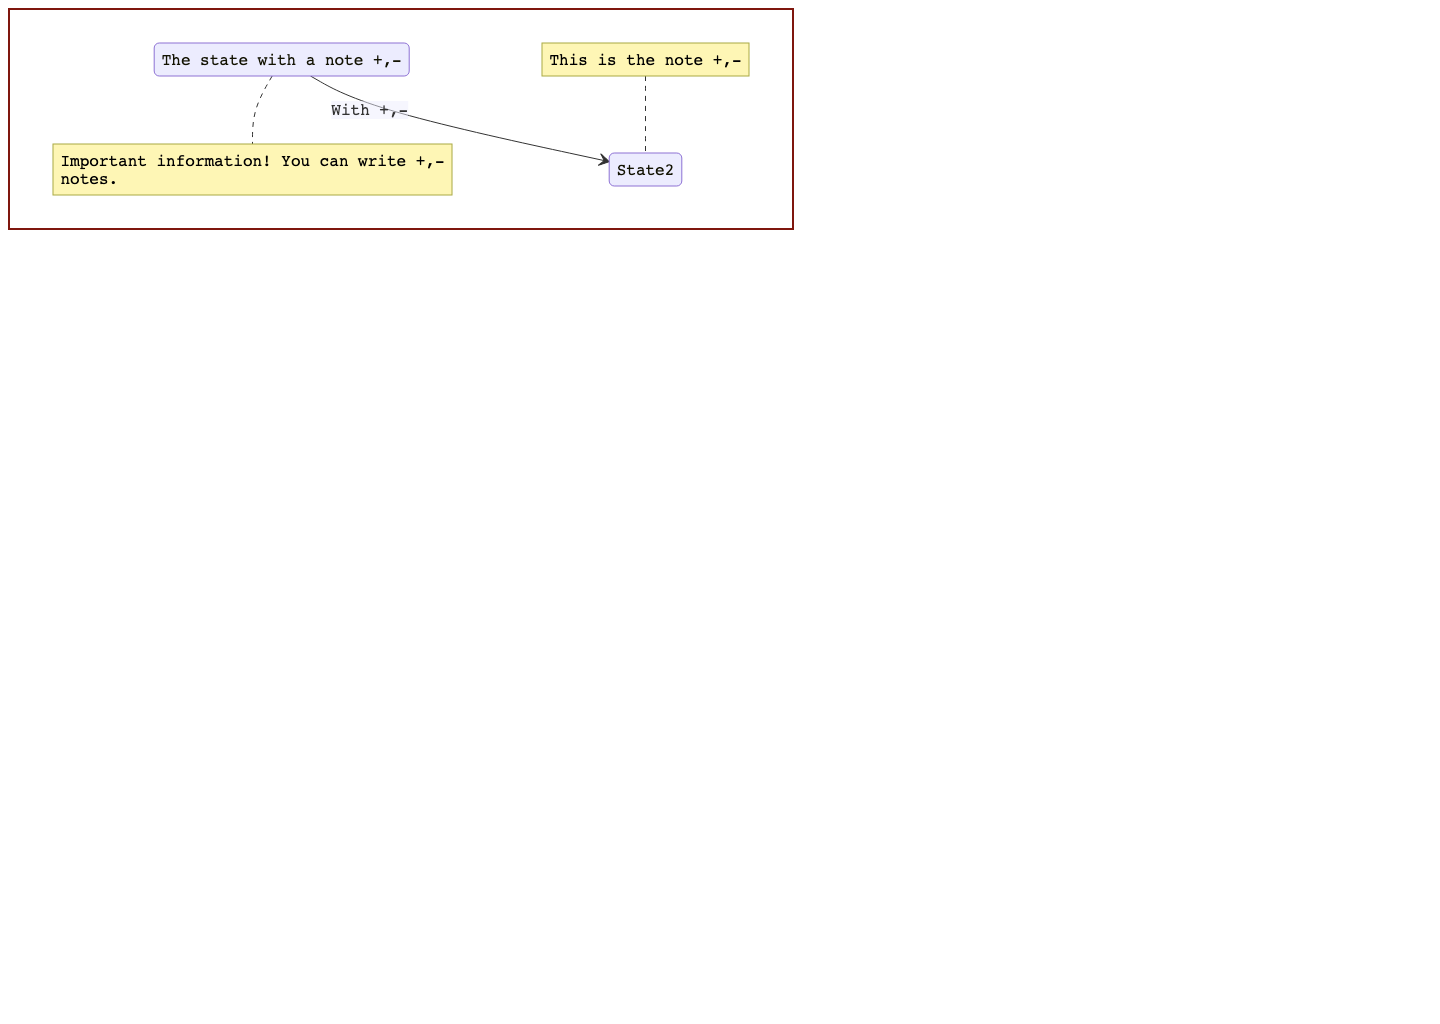 The state with a note +,-
This is the note +,-
With +,-
Important information! You can write +,-
notes.
State2